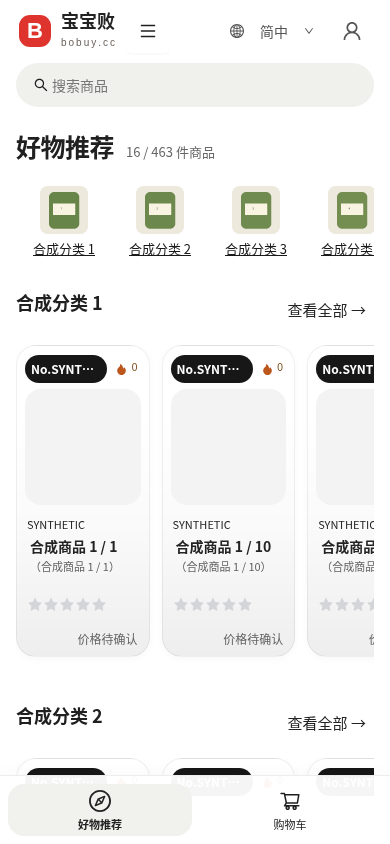 B 宝宝败
bobuy.cc
简中
搜索商品
好物推荐 16 / 463 件商品
合成分类 1 合成分类 2 合成分类 3 合成分类
合成分类 1
查看全部 →
No.SYNT… 0 No.SYNT… 0 No.SYNT
SYNTHETIC SYNTHETIC SYNTHETIC
合成商品 1 / 1 合成商品 1 / 10 合成商品
（合成商品 1 / 1） （合成商品 1 / 10） （合成商品
价格待确认 价格待确认
合成分类 2
查看全部 →
No.SYNT… No.SYNT… No.SYNT
好物推荐 购物车